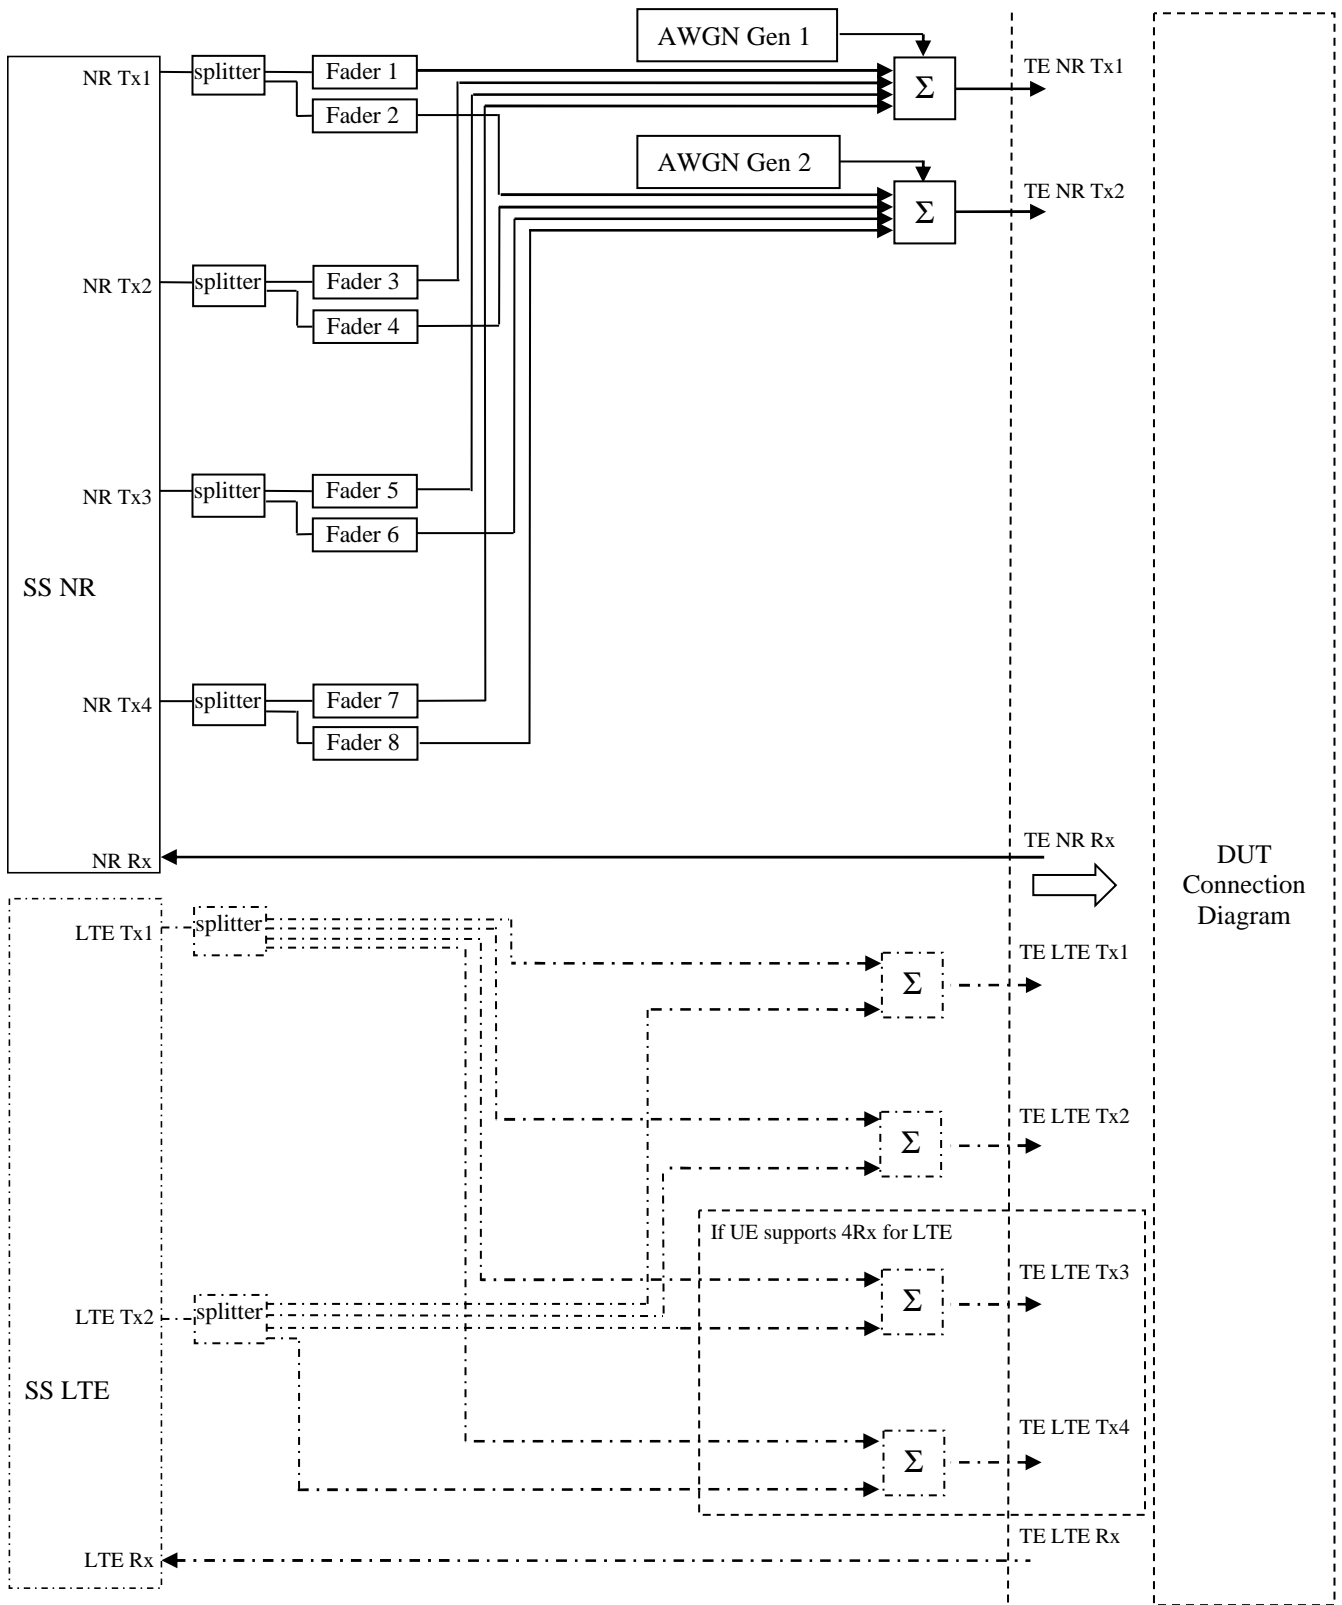 AWGN Gen 1
NR Tx1
splitter
Fader 1
Σ
TE NR Tx1
Fader 2
AWGN Gen 2
Σ
TE NR Tx2
NR Tx2
splitter
Fader 3
Fader 4
NR Tx3
splitter
Fader 5
Fader 6
SS NR
NR Tx4
splitter
Fader 7
Fader 8
NR Rx
TE NR Rx
DUT
Connection
Diagram
LTE Tx1
splitter
Σ
TE LTE Tx1
Σ
TE LTE Tx2
If UE supports 4Rx for LTE
LTE Tx2
splitter
Σ
TE LTE Tx3
SS LTE
Σ
TE LTE Tx4
LTE Rx
TE LTE Rx